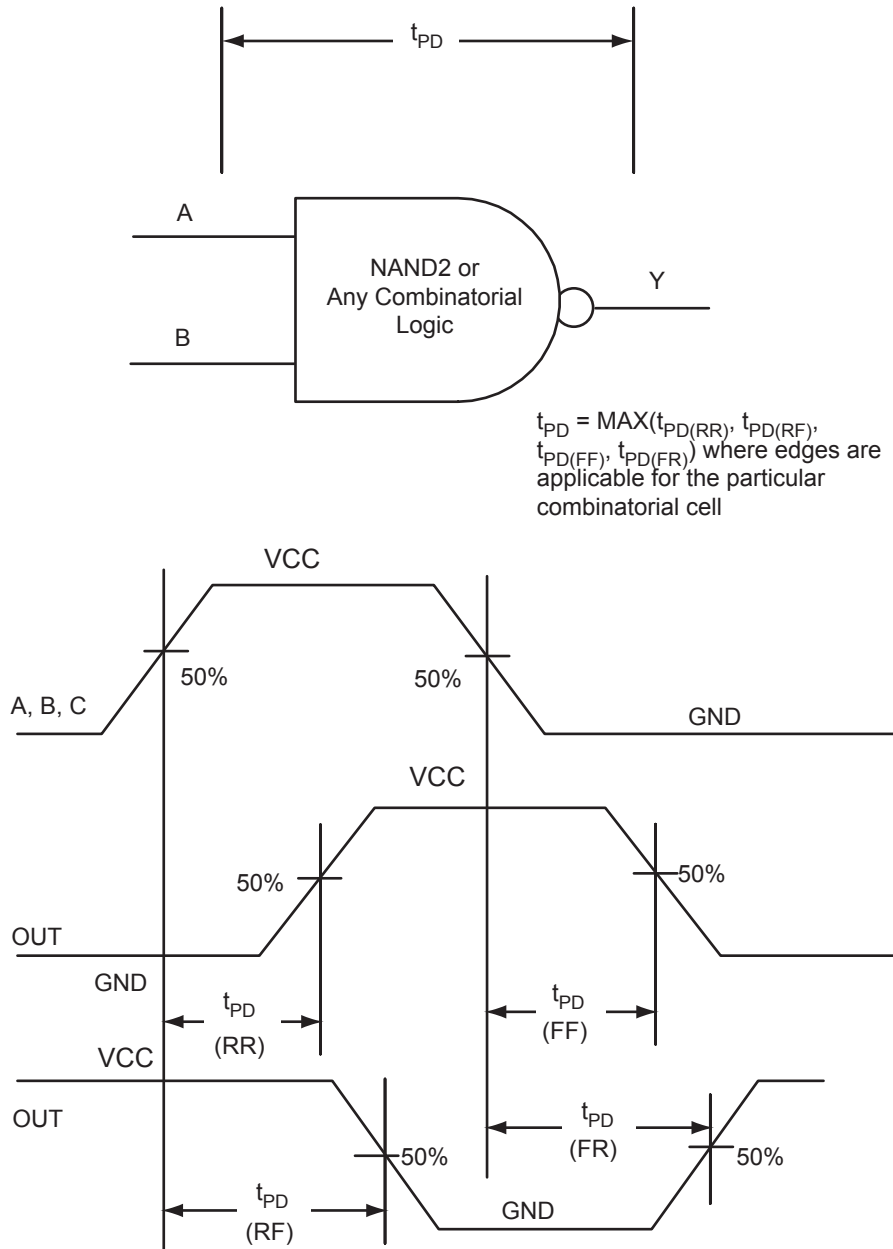 tPD
A
NAND2 or
Any Combinatorial
Logic
Y
B
tPD = MAX(tPD(RR), tPD(RF),
tPD(FF), tPD(FR)) where edges are
applicable for the particular
combinatorial cell
VCC
50%
50%
A, B, C
GND
VCC
50%
50%
OUT
GND
tPD
(RR)
tPD
(FF)
VCC
OUT
tPD
(FR)
50%
50%
tPD
(RF)
GND